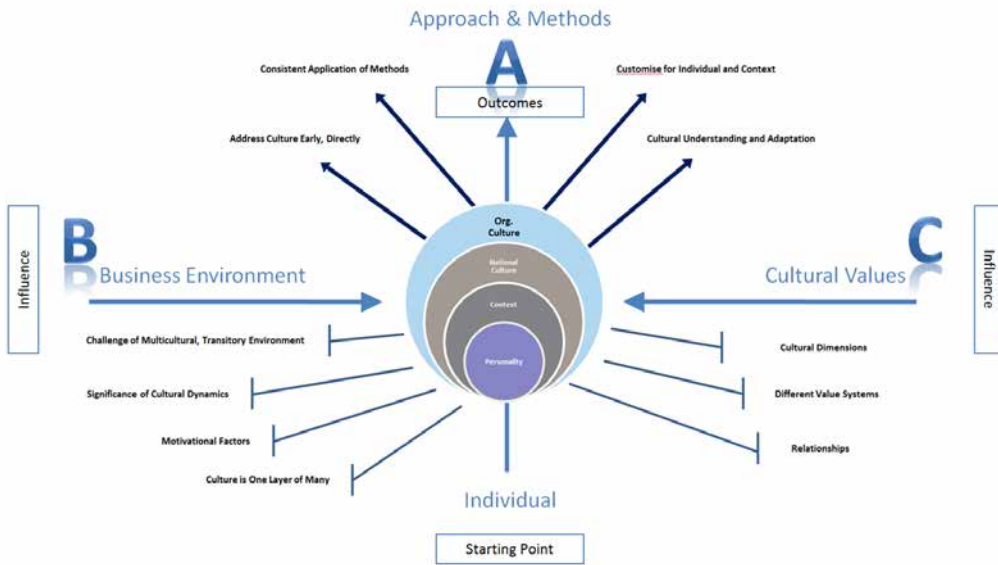 Approach & Methods
A
Outcomes
Consistent Application of Methods
Customise for Individual and Context
Address Culture Early, Directly
Cultural Understanding and Adaptation
Influence
B
Business Environment
C
Cultural Values
Influence
Org.
Culture
National
Culture
Context
Personality
Challenge of Multicultural, Transitory Environment
Significance of Cultural Dynamics
Motivational Factors
Culture is One Layer of Many
Cultural Dimensions
Different Value Systems
Relationships
Individual
Starting Point